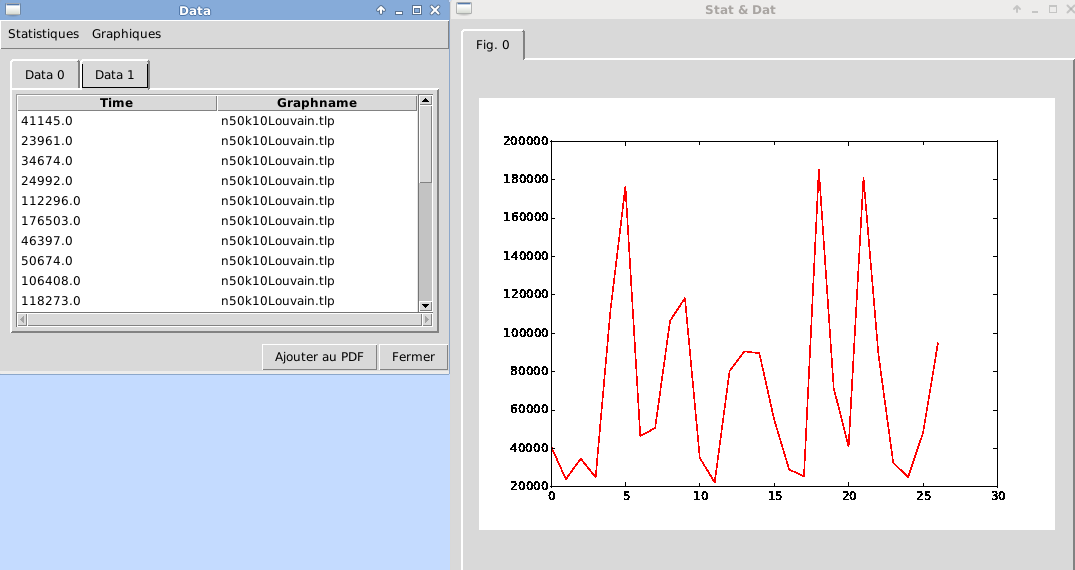 Data
Statistiques Graphiques
Data 0 Data 1
Time Graphname
41145.0 n50k10Louvain.tlp
23961.0 n50k10Louvain.tlp
34674.0 n50k10Louvain.tlp
24992.0 n50k10Louvain.tlp
112296.0 n50k10Louvain.tlp
176503.0 n50k10Louvain.tlp
46397.0 n50k10Louvain.tlp
50674.0 n50k10Louvain.tlp
106408.0 n50k10Louvain.tlp
118273.0 n50k10Louvain.tlp
Ajouter au PDF Fermer
Stat & Dat
Fig. 0
200000
180000
160000
140000
120000
100000
80000
60000
40000
20000
0 5 10 15 20 25 30